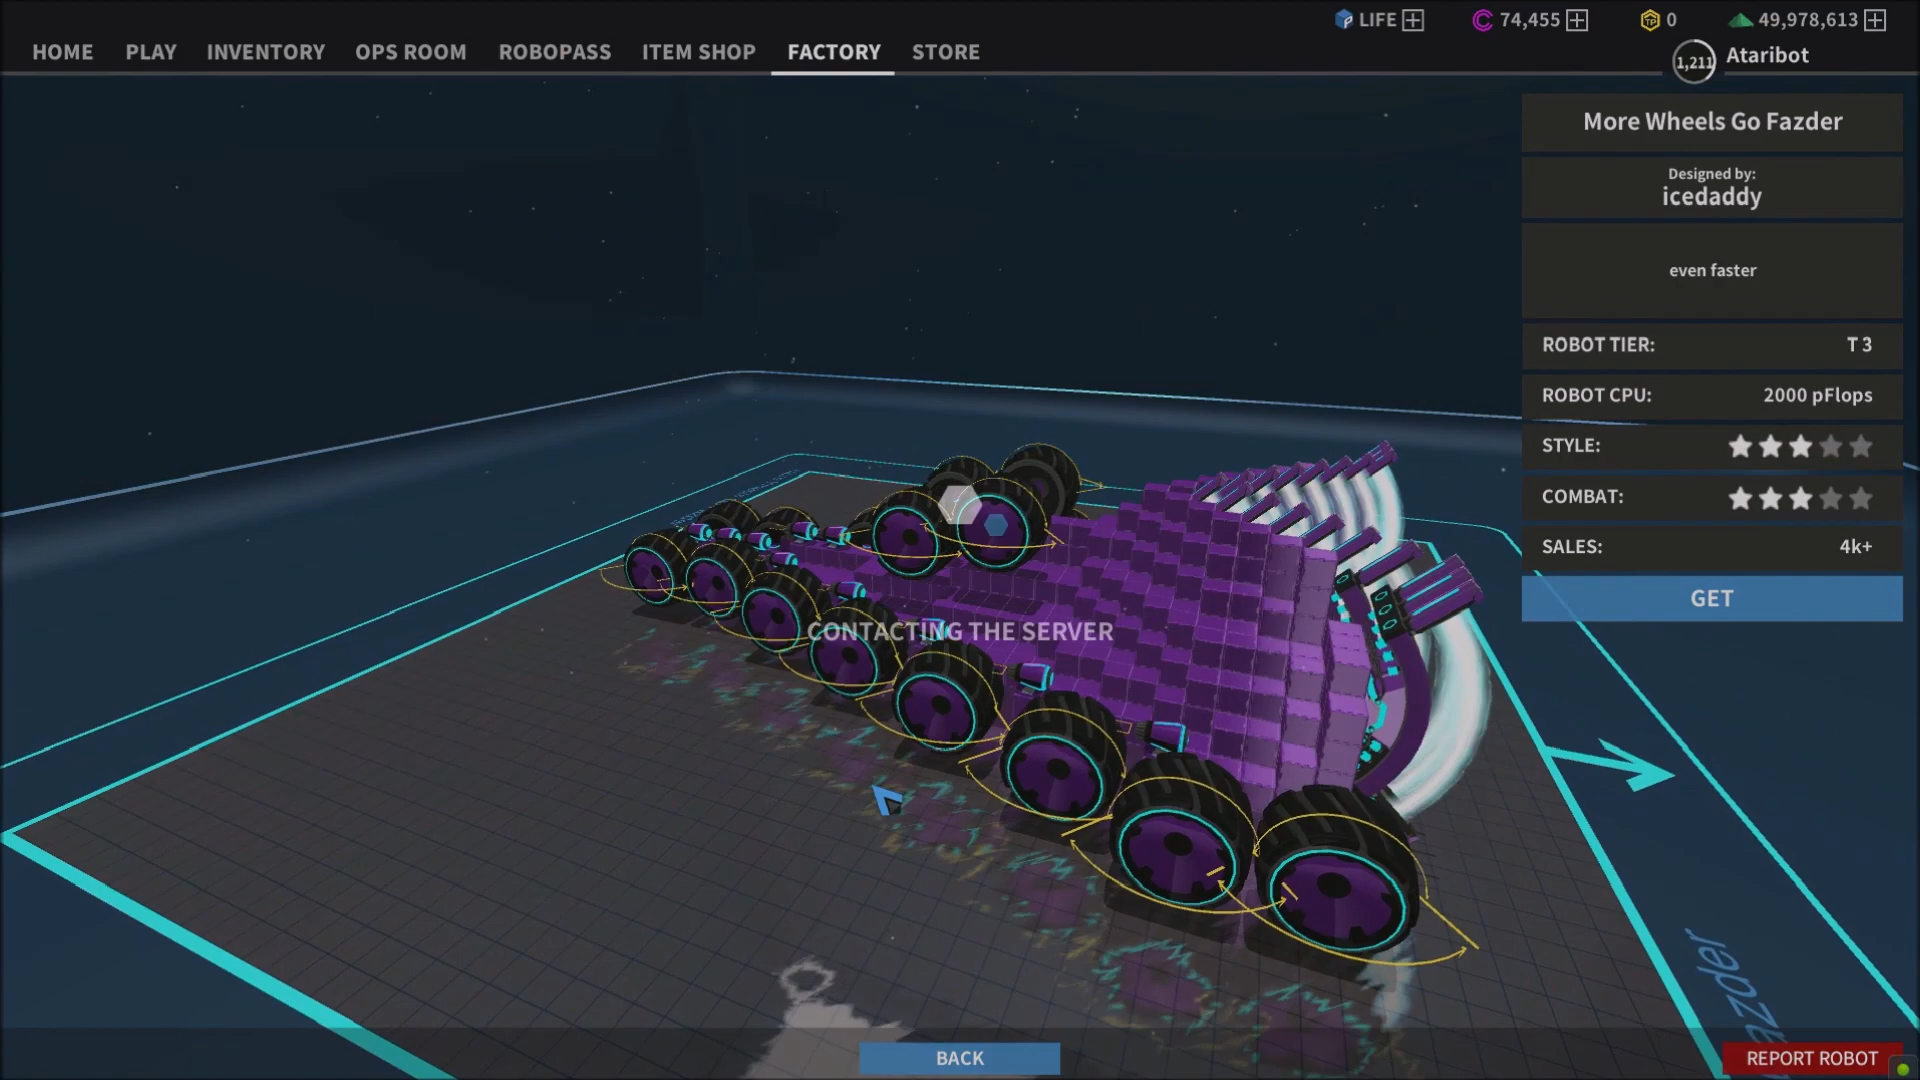 LIFE 74,455 0 49,978,613
HOME PLAY INVENTORY OPS ROOM ROBOPASS ITEM SHOP FACTORY STORE
1,211 Ataribot
More Wheels Go Fazder
Designed by:
icedaddy
even faster
ROBOT TIER: T 3
ROBOT CPU: 2000 pFlops
STYLE:
COMBAT:
SALES: 4k+
GET
CONTACTING THE SERVER
azder
BACK
REPORT ROBOT